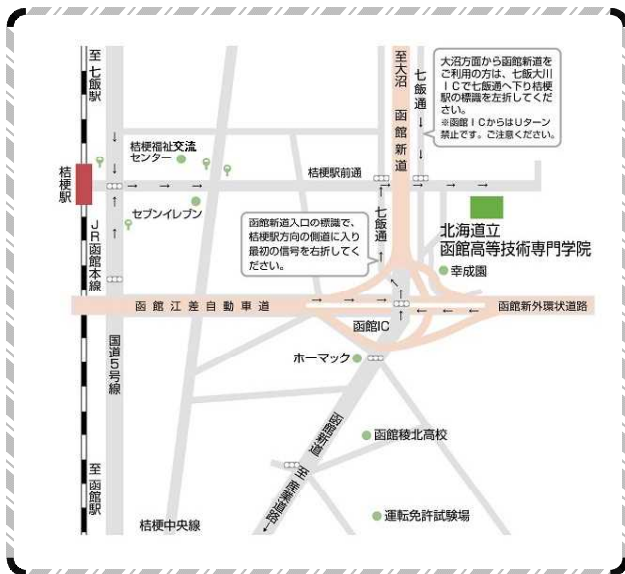 至 七飯駅
至大沼
函館新道
七飯通
大沼方面から函館新道を
ご利用の方は、七飯大川
ＩＣで七飯通へ下り桔梗
駅の標識を左折してくだ
さい。
※函館ＩＣからはUターン
禁止です。ご注意ください。
桔梗福祉交流
センター
桔梗駅前通
桔梗駅
セブンイレブン
七飯通
函館新道入口の標識で、
桔梗駅方向の側道に入り
最初の信号を右折してく
ださい。
北海道立
函館高等技術専門学院
幸成園
ＪＲ函館本線
函館江差自動車道
函館新外環状道路
函館IC
国道5号線
ホーマック
函館新道
函館稜北高校
至 産業道路
至 函館駅
桔梗中央線
運転免許試験場